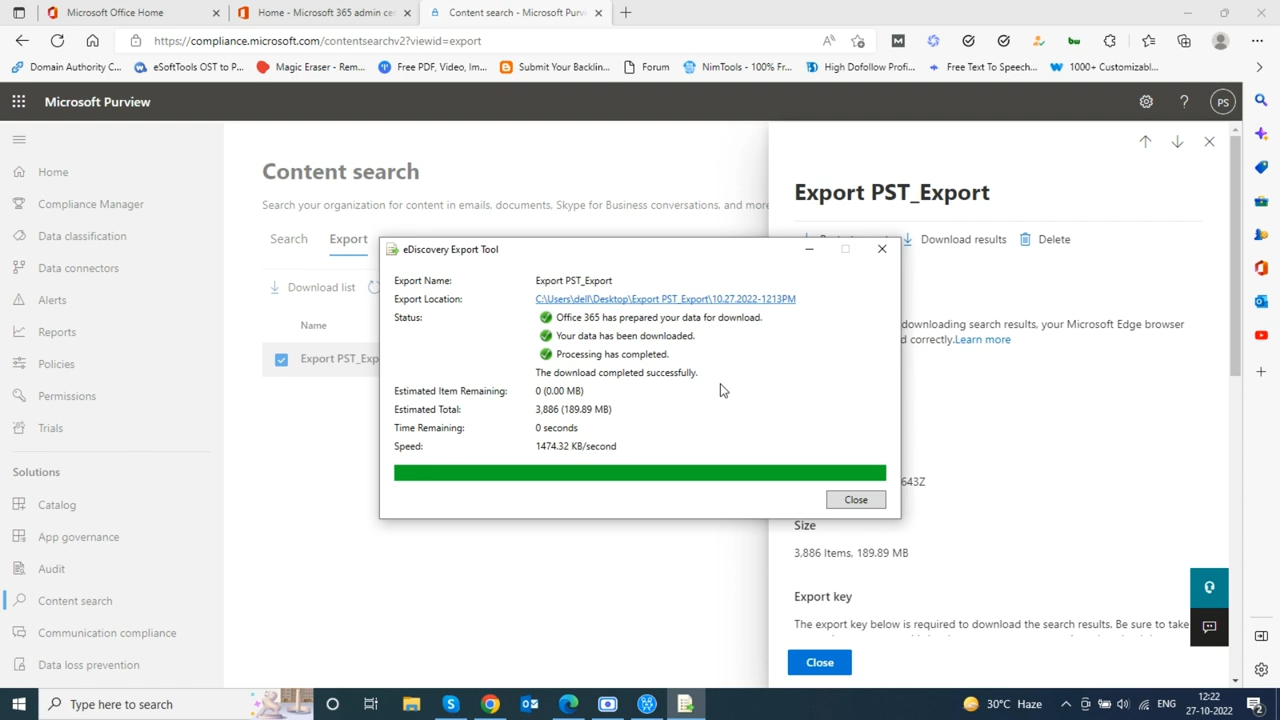 Microsoft Office Home
Home - Microsoft 365 admin cen
Content search - Microsoft Purvi
https://compliance.microsoft.com/contentsearchv2?viewid=export
Domain Authority C...
eSoftTools OST to P...
Magic Eraser - Rem...
Free PDF, Video, Im...
Submit Your Backlin...
Forum
NimTools - 100% Fr...
High Dofollow Profi...
Free Text To Speech...
1000+ Customizabl...
Microsoft Purview
PS
Home
Compliance Manager
Data classification
Data connectors
Alerts
Reports
Policies
Permissions
Trials
Solutions
Catalog
App governance
Audit
Content search
Communication compliance
Data loss prevention
Content search
Search your organization for content in emails, documents, Skype for Business conversations, and more
Search
Export
Download list
Name
Export PST_Exp
eDiscovery Export Tool
Export Name: Export PST_Export
Export Location: C:\Users\dell\Desktop\Export PST_Export\10.27.2022-1213PM
Status: Office 365 has prepared your data for download.
Your data has been downloaded.
Processing has completed.
The download completed successfully.
Estimated Item Remaining: 0 (0.00 MB)
Estimated Total: 3,886 (189.89 MB)
Time Remaining: 0 seconds
Speed: 1474.32 KB/second
Close
Export PST_Export
Download results
Delete
downloading search results, your Microsoft Edge browser
d correctly.Learn more
643Z
Size
3,886 Items, 189.89 MB
Export key
The export key below is required to download the search results. Be sure to take
Close
Type here to search
30°C Haze
ENG
12:22
27-10-2022
2